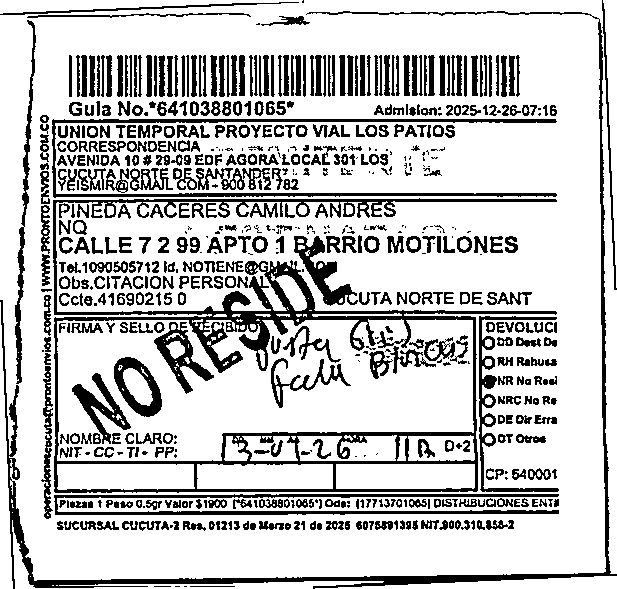 Guia No.*641038801065*
Admision: 2025-12-26-07:16
UNION TEMPORAL PROYECTO VIAL LOS PATIOS
CORRESPONDENCIA
AVENIDA 10 # 29-09 EDF AGORA LOCAL 301 LOS
CUCUTA NORTE DE SANTANDER
YEISMIR@GMAIL.COM - 900 812 782
PINEDA CACERES CAMILO ANDRES
NQ
CALLE 7 2 99 APTO 1 BARRIO MOTILONES
Tel.1090505712 Id. NOTIENE@GMAIL.COM
Obs.CITACION PERSONAL
Ccte.41690215 0 CUCUTA NORTE DE SANT
FIRMA Y SELLO DE RECIBIDO
NO RESIDE
DEVOLUCI
DD Dest De
RH Rehusa
NR No Resi
NRC No Re
DE Dir Erra
DT Otros
NOMBRE CLARO:
NIT - CC - TI - PP:
D+2
CP: 540001
Piezas 1 Peso 0.5gr Valor $1900 [*641038801065*] Ods: [17713701065] DISTRIBUCIONES ENT
SUCURSAL CUCUTA-2 Res. 01213 de Marzo 21 de 2025 6075891395 NIT.900.310.856-2
operacionescucuta@prontoenvios.com.co | WWW.PRONTOENVIOS.COM.CO